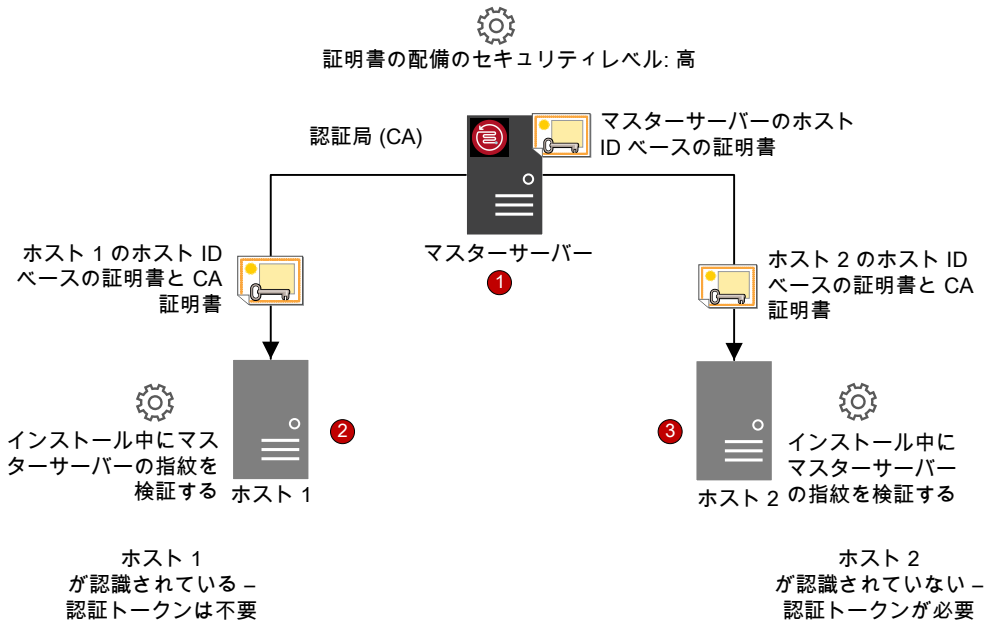 証明書の配備のセキュリティレベル: 高
認証局 (CA)
マスターサーバーのホスト
ID ベースの証明書
マスターサーバー
1
ホスト 1 のホスト ID
ベースの証明書と CA
証明書
ホスト 2 のホスト ID
ベースの証明書と CA
証明書
インストール中にマス
ターサーバーの指紋を
検証する
ホスト 1
2
3
ホスト 2
インストール中に
マスターサーバー
の指紋を検証する
ホスト 1
が認識されている –
認証トークンは不要
ホスト 2
が認識されていない –
認証トークンが必要